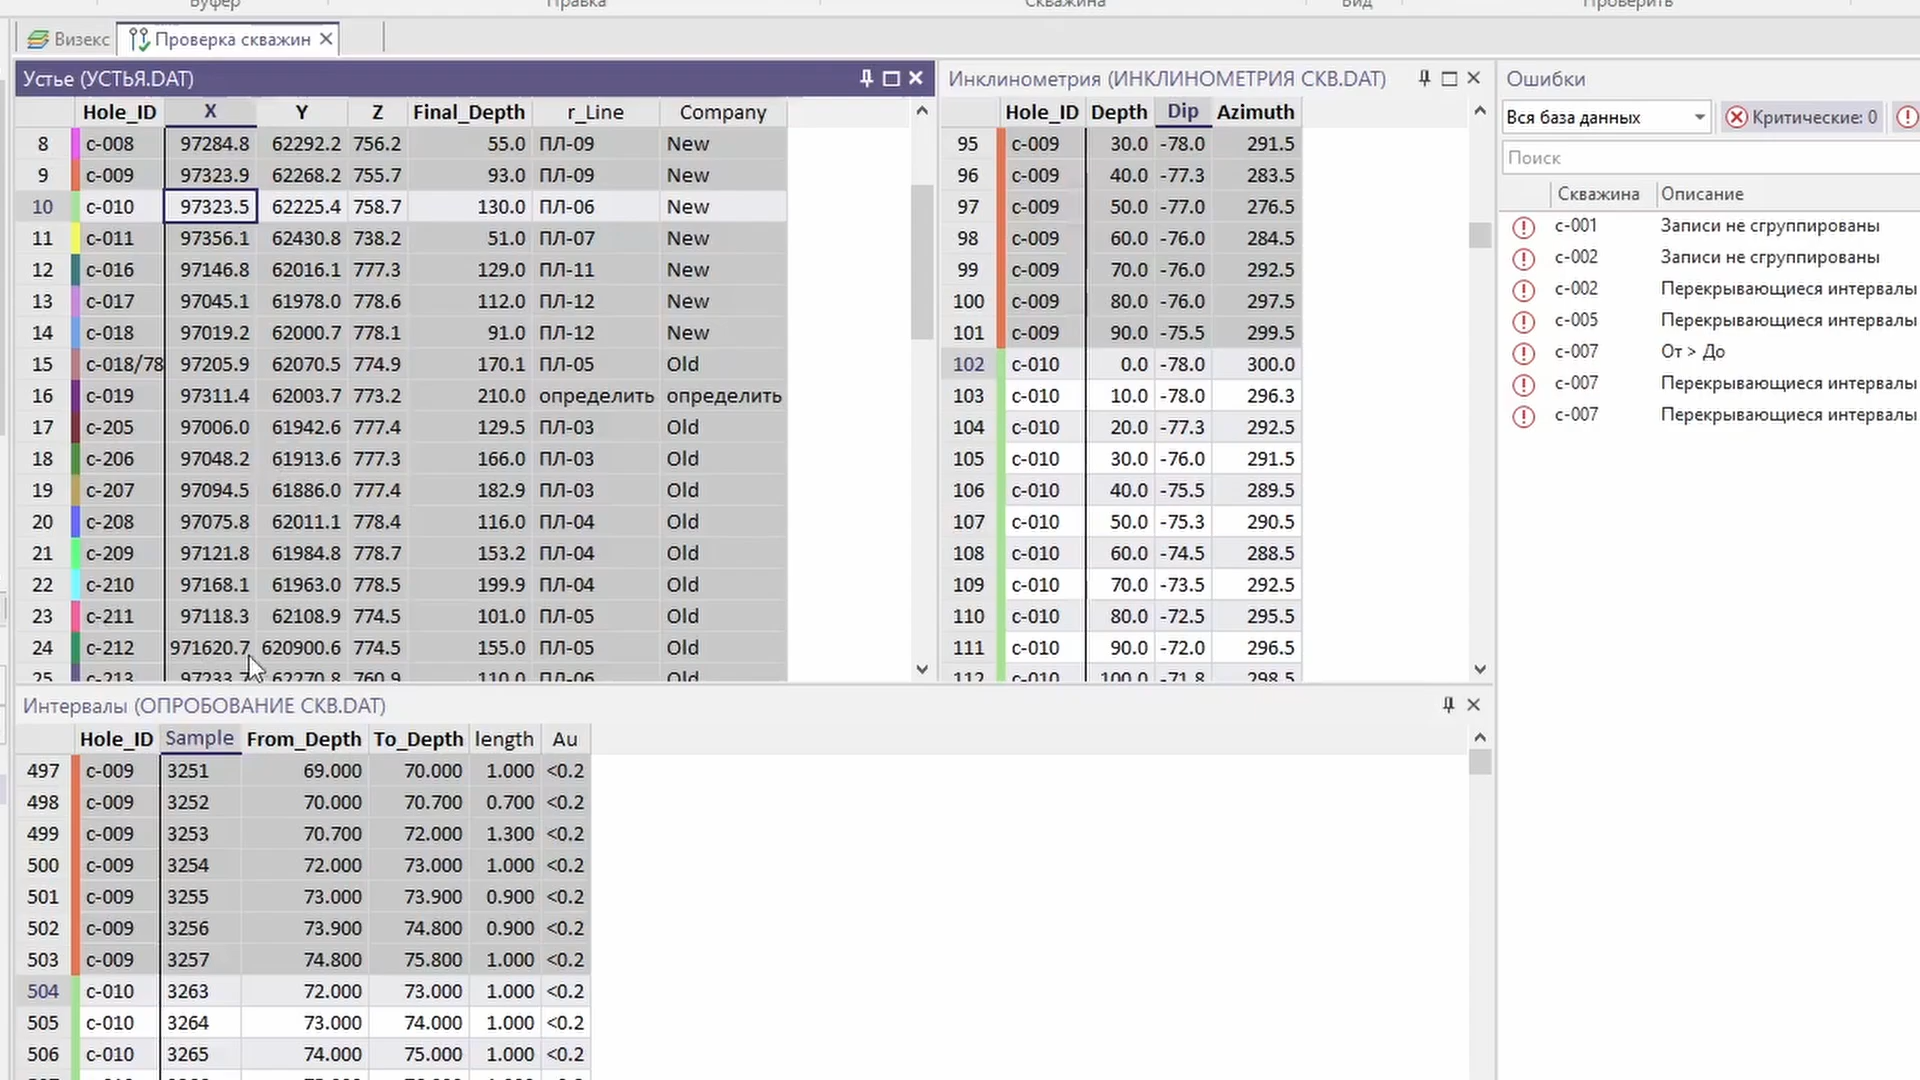 Буфер Правка Скважина Вид Проверить
Визекс Проверка скважин
Устье (УСТЬЯ.DAT)
Hole_ID X Y Z Final_Depth r_Line Company
8 c-008 97284.8 62292.2 756.2 55.0 ПЛ-09 New
9 c-009 97323.9 62268.2 755.7 93.0 ПЛ-09 New
10 c-010 97323.5 62225.4 758.7 130.0 ПЛ-06 New
11 c-011 97356.1 62430.8 738.2 51.0 ПЛ-07 New
12 c-016 97146.8 62016.1 777.3 129.0 ПЛ-11 New
13 c-017 97045.1 61978.0 778.6 112.0 ПЛ-12 New
14 c-018 97019.2 62000.7 778.1 91.0 ПЛ-12 New
15 c-018/78 97205.9 62070.5 774.9 170.1 ПЛ-05 Old
16 c-019 97311.4 62003.7 773.2 210.0 определить определить
17 c-205 97006.0 61942.6 777.4 129.5 ПЛ-03 Old
18 c-206 97048.2 61913.6 777.3 166.0 ПЛ-03 Old
19 c-207 97094.5 61886.0 777.4 182.9 ПЛ-03 Old
20 c-208 97075.8 62011.1 778.4 116.0 ПЛ-04 Old
21 c-209 97121.8 61984.8 778.7 153.2 ПЛ-04 Old
22 c-210 97168.1 61963.0 778.5 199.9 ПЛ-04 Old
23 c-211 97118.3 62108.9 774.5 101.0 ПЛ-05 Old
24 c-212 971620.7 620900.6 774.5 155.0 ПЛ-05 Old
25 c-213 62270.8 760.9 110.0 ПЛ-06 Old
Инклинометрия (ИНКЛИНОМЕТРИЯ СКВ.DAT)
Hole_ID Depth Dip Azimuth
95 c-009 30.0 -78.0 291.5
96 c-009 40.0 -77.3 283.5
97 c-009 50.0 -77.0 276.5
98 c-009 60.0 -76.0 284.5
99 c-009 70.0 -76.0 292.5
100 c-009 80.0 -76.0 297.5
101 c-009 90.0 -75.5 299.5
102 c-010 0.0 -78.0 300.0
103 c-010 10.0 -78.0 296.3
104 c-010 20.0 -77.3 292.5
105 c-010 30.0 -76.0 291.5
106 c-010 40.0 -75.5 289.5
107 c-010 50.0 -75.3 290.5
108 c-010 60.0 -74.5 288.5
109 c-010 70.0 -73.5 292.5
110 c-010 80.0 -72.5 295.5
111 c-010 90.0 -72.0 296.5
112 c-010 100.0 -71.8 298.5
Ошибки
Вся база данных Критические: 0
Поиск
Скважина Описание
c-001 Записи не сгруппированы
c-002 Записи не сгруппированы
c-002 Перекрывающиеся интервалы
c-005 Перекрывающиеся интервалы
c-007 От > До
c-007 Перекрывающиеся интервалы
c-007 Перекрывающиеся интервалы
Интервалы (ОПРОБОВАНИЕ СКВ.DAT)
Hole_ID Sample From_Depth To_Depth length Au
497 c-009 3251 69.000 70.000 1.000 <0.2
498 c-009 3252 70.000 70.700 0.700 <0.2
499 c-009 3253 70.700 72.000 1.300 <0.2
500 c-009 3254 72.000 73.000 1.000 <0.2
501 c-009 3255 73.000 73.900 0.900 <0.2
502 c-009 3256 73.900 74.800 0.900 <0.2
503 c-009 3257 74.800 75.800 1.000 <0.2
504 c-010 3263 72.000 73.000 1.000 <0.2
505 c-010 3264 73.000 74.000 1.000 <0.2
506 c-010 3265 74.000 75.000 1.000 <0.2